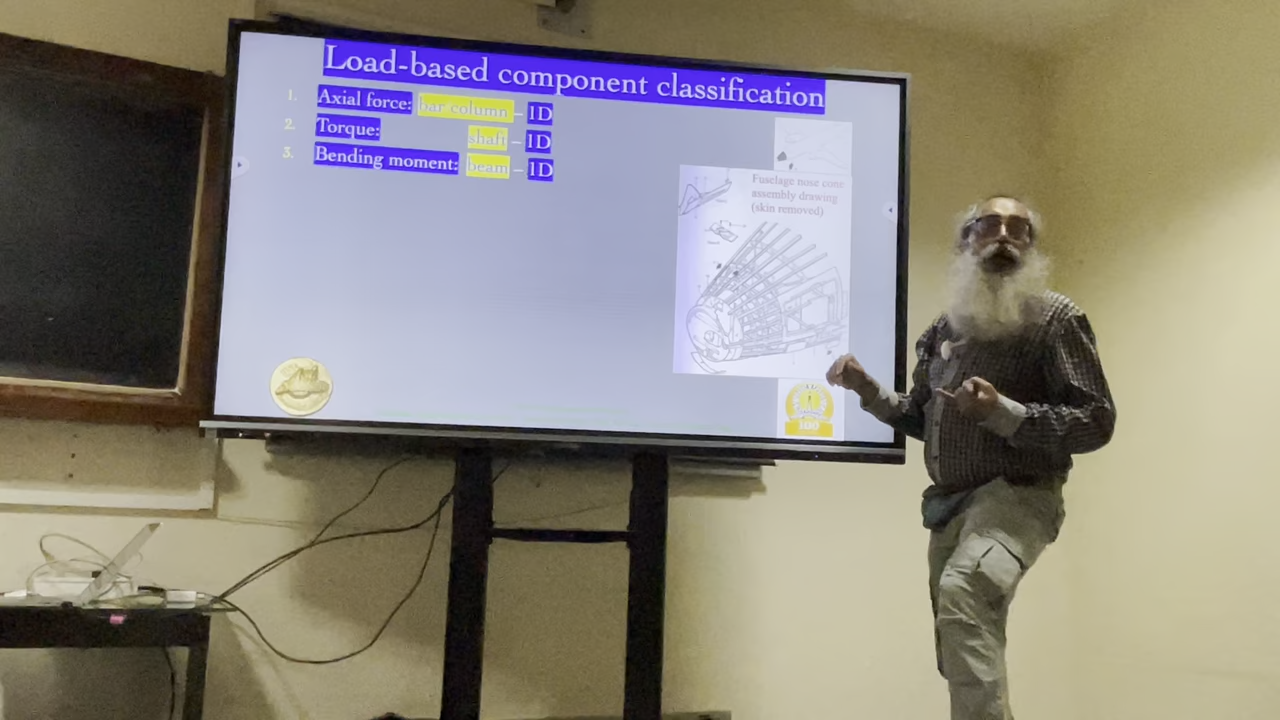 Load-based component classification
1. Axial force: bar column – 1D
2. Torque: shaft – 1D
3. Bending moment: beam – 1D
Fuselage nose cone
assembly drawing
(skin removed)
100